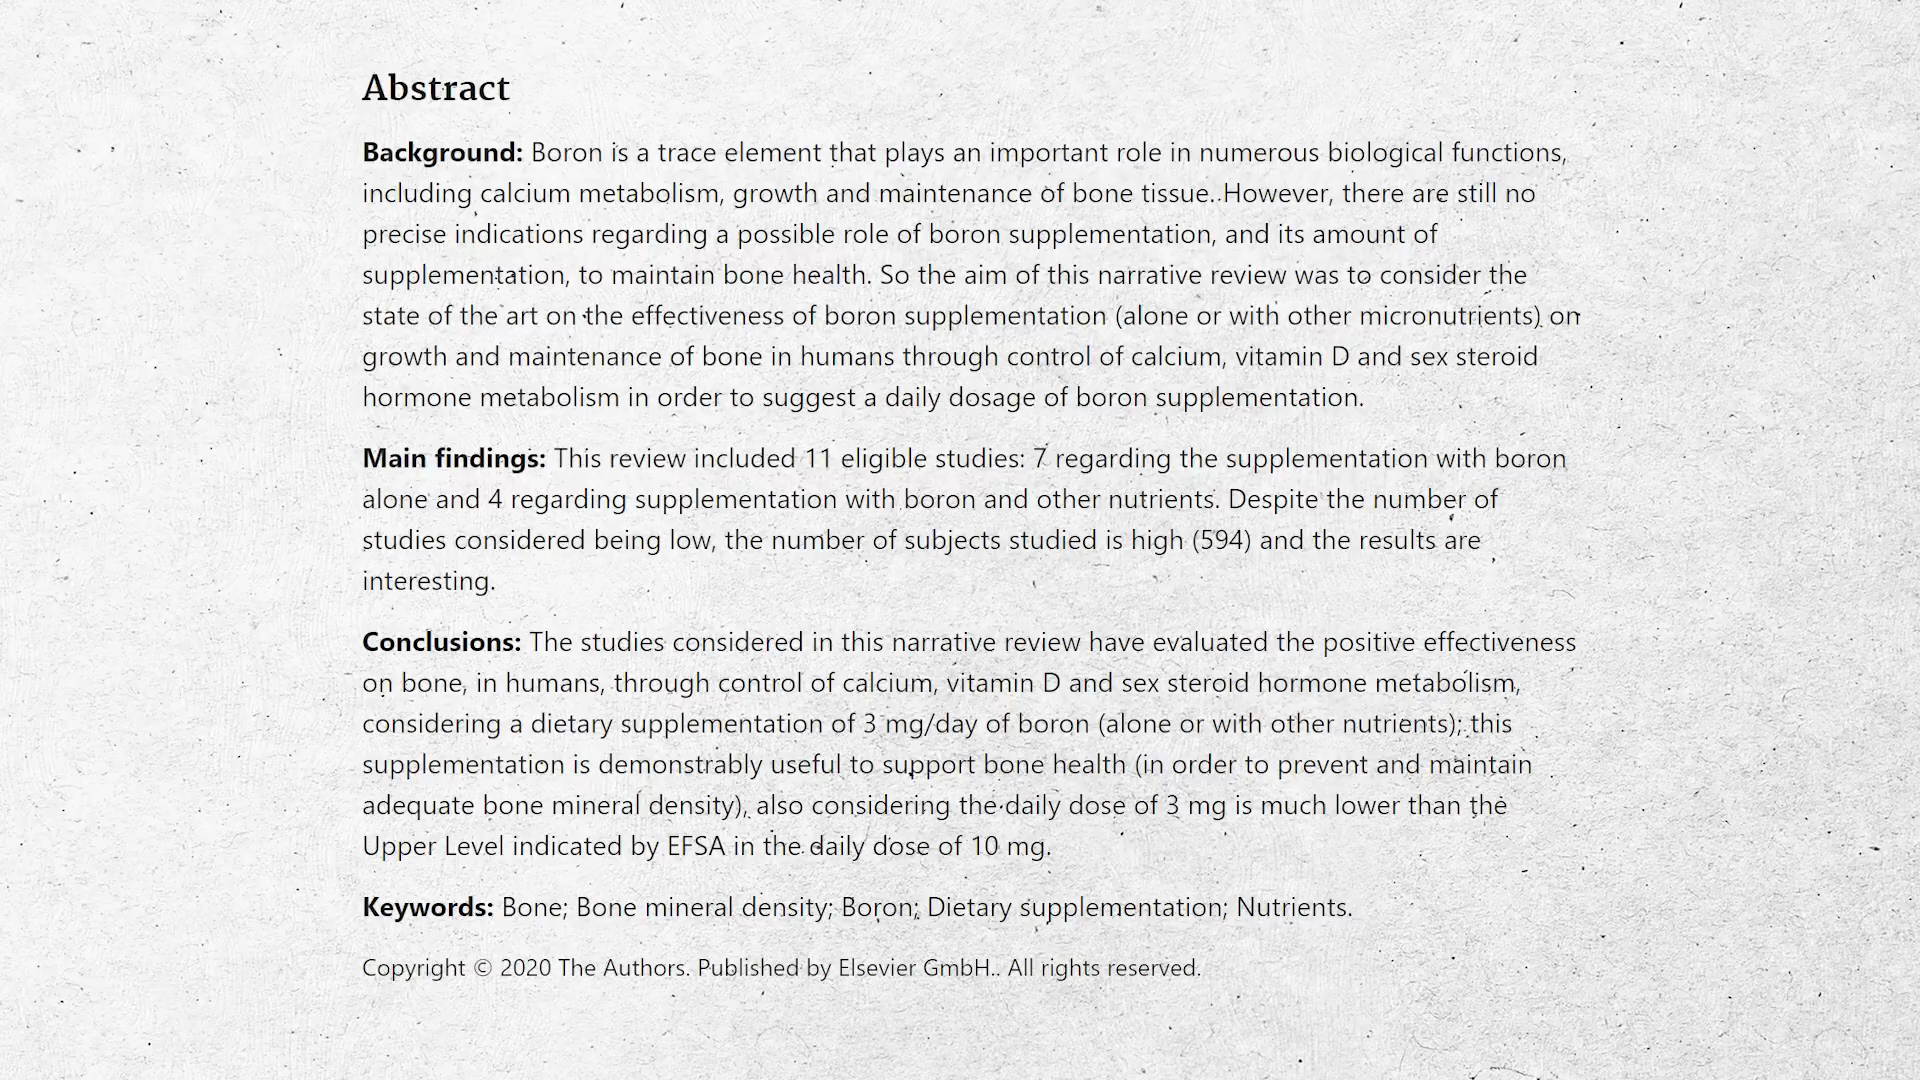 Abstract
Background: Boron is a trace element that plays an important role in numerous biological functions,
including calcium metabolism, growth and maintenance of bone tissue. However, there are still no
precise indications regarding a possible role of boron supplementation, and its amount of
supplementation, to maintain bone health. So the aim of this narrative review was to consider the
state of the art on the effectiveness of boron supplementation (alone or with other micronutrients) on
growth and maintenance of bone in humans through control of calcium, vitamin D and sex steroid
hormone metabolism in order to suggest a daily dosage of boron supplementation.
Main findings: This review included 11 eligible studies: 7 regarding the supplementation with boron
alone and 4 regarding supplementation with boron and other nutrients. Despite the number of
studies considered being low, the number of subjects studied is high (594) and the results are
interesting.
Conclusions: The studies considered in this narrative review have evaluated the positive effectiveness
on bone, in humans, through control of calcium, vitamin D and sex steroid hormone metabolism,
considering a dietary supplementation of 3 mg/day of boron (alone or with other nutrients); this
supplementation is demonstrably useful to support bone health (in order to prevent and maintain
adequate bone mineral density), also considering the daily dose of 3 mg is much lower than the
Upper Level indicated by EFSA in the daily dose of 10 mg.
Keywords: Bone; Bone mineral density; Boron; Dietary supplementation; Nutrients.
Copyright © 2020 The Authors. Published by Elsevier GmbH.. All rights reserved.